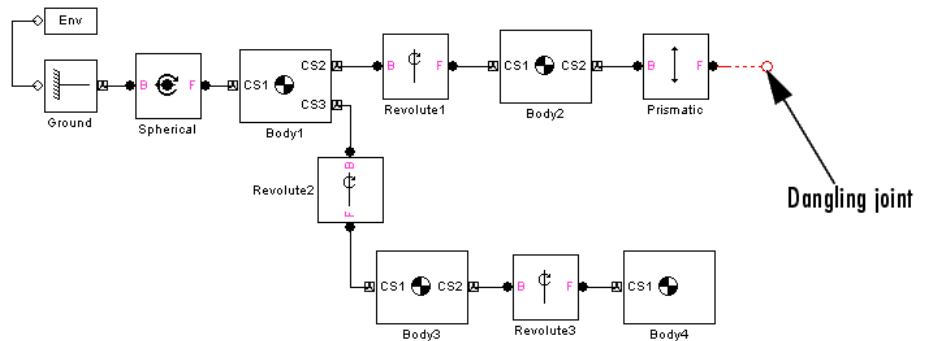 Env
B F CS1 CS2 CS3 B F CS1 CS2 B F
Ground
Spherical
Body1
Revolute1
Body2
Prismatic
Dangling joint
Revolute2
B
F
CS1 CS2 B F CS1
Body3
Revolute3
Body4